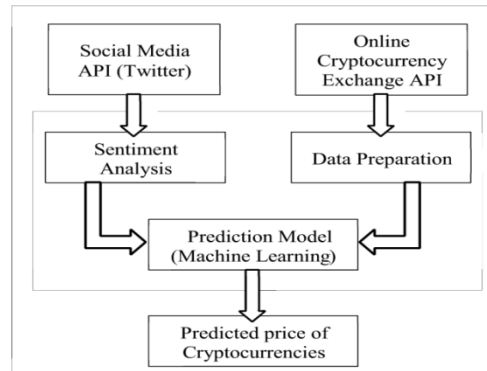 Social Media
API (Twitter)
Online
Cryptocurrency
Exchange API
Sentiment
Analysis
Data Preparation
Prediction Model
(Machine Learning)
Predicted price of
Cryptocurrencies